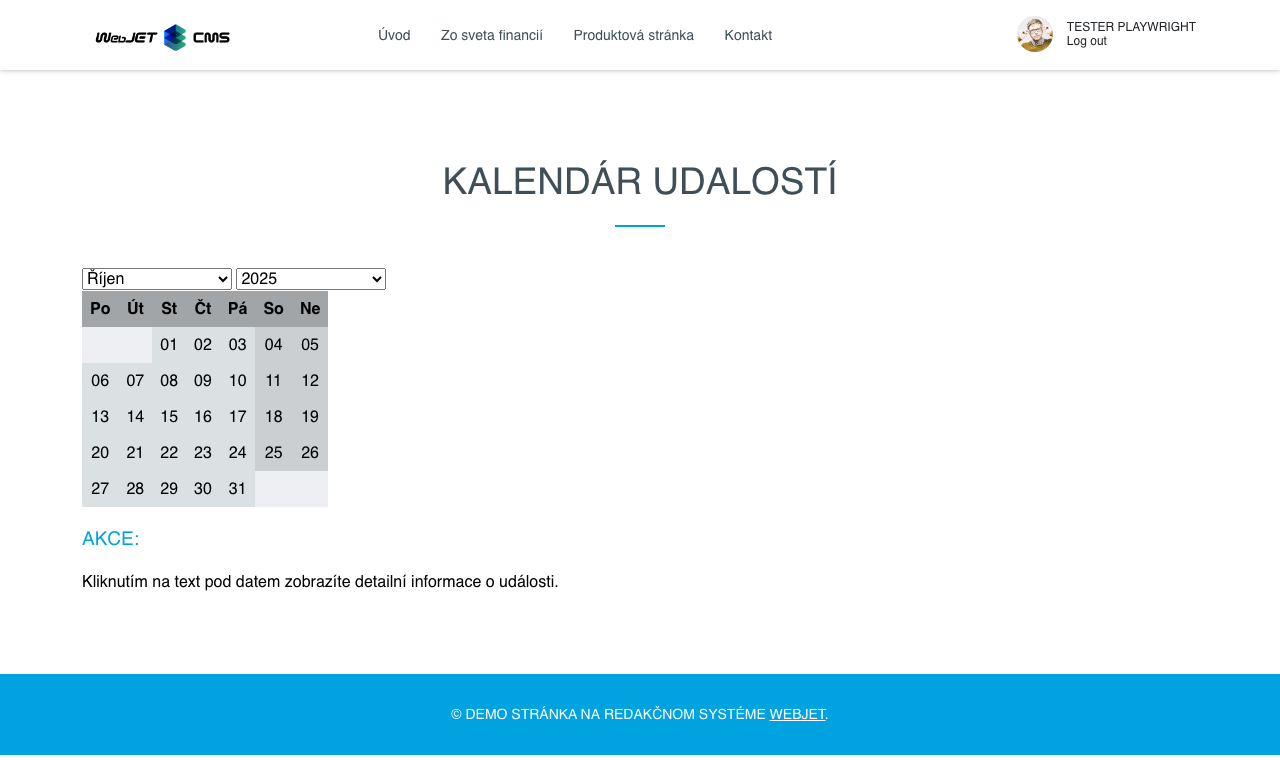 WebJET CMS
Úvod Zo sveta financií Produktová stránka Kontakt
TESTER PLAYWRIGHT
Log out
KALENDÁR UDALOSTÍ
Říjen 2025
Po Út St Čt Pá So Ne
01 02 03 04 05
06 07 08 09 10 11 12
13 14 15 16 17 18 19
20 21 22 23 24 25 26
27 28 29 30 31
AKCE:
Kliknutím na text pod datem zobrazíte detailní informace o události.
© DEMO STRÁNKA NA REDAKČNOM SYSTÉME WEBJET.